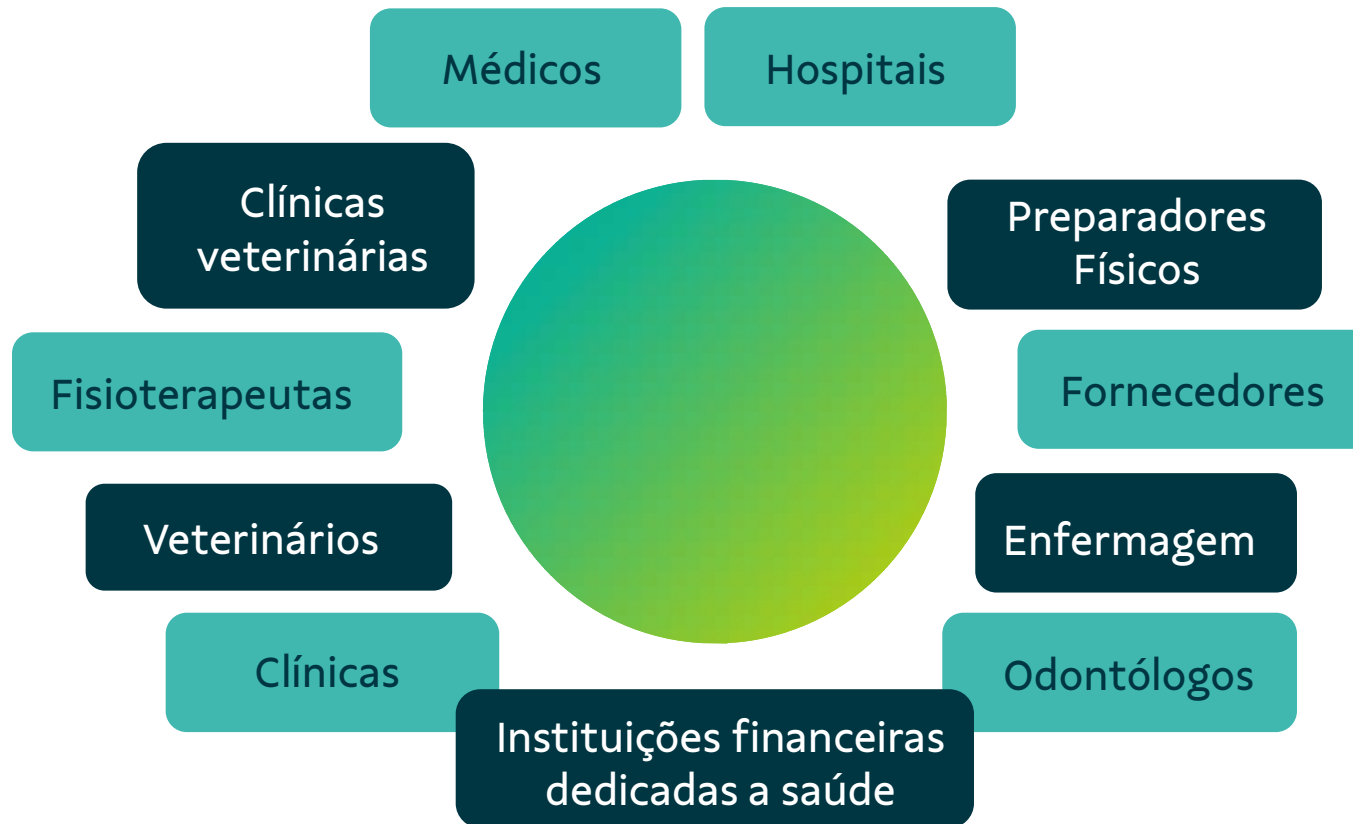 Médicos
Hospitais
Clínicas
veterinárias
Preparadores
Físicos
Fisioterapeutas
Fornecedores
Veterinários
Enfermagem
Clínicas
Odontólogos
Instituições financeiras
dedicadas a saúde